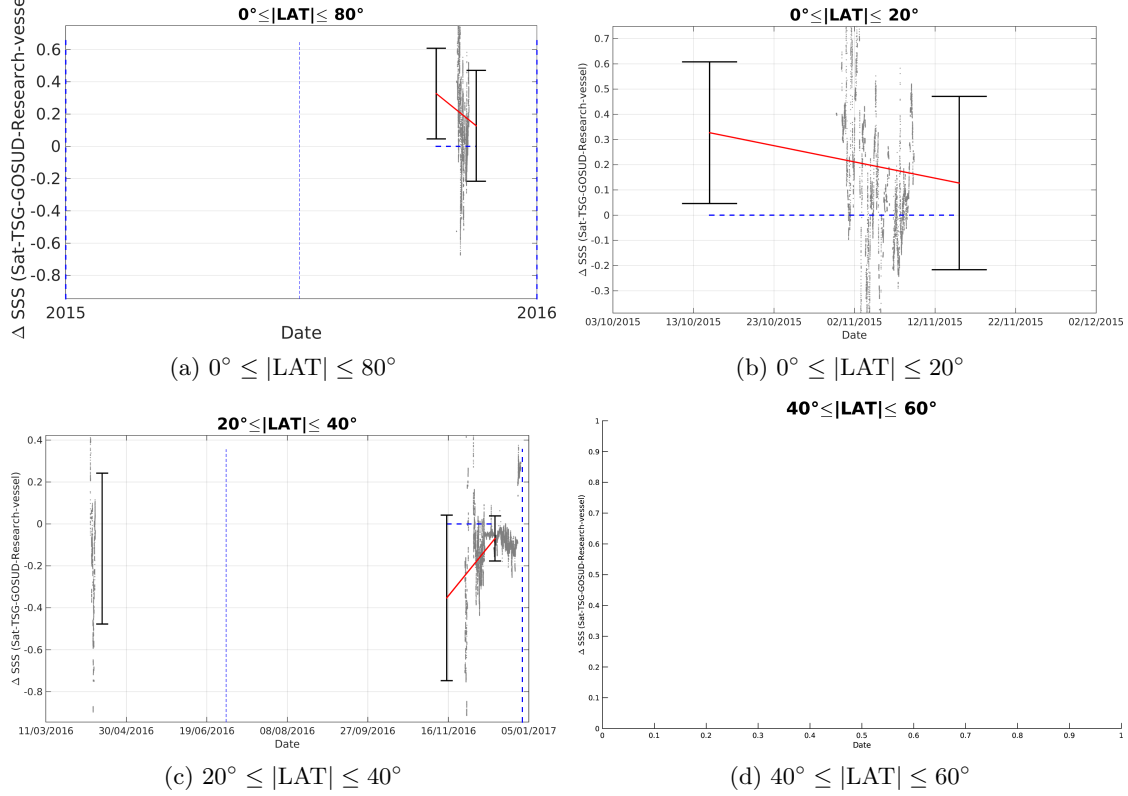 0°≤|LAT|≤ 80°
Δ SSS (Sat-TSG-GOSUD-Research-vessel)
0.6
0.4
0.2
0
-0.2
-0.4
-0.6
-0.8
2015
2016
Date
(a) 0° ≤ |LAT| ≤ 80°
0°≤|LAT|≤ 20°
Δ SSS (Sat-TSG-GOSUD-Research-vessel)
0.7
0.6
0.5
0.4
0.3
0.2
0.1
0
-0.1
-0.2
-0.3
03/10/2015 13/10/2015 23/10/2015 02/11/2015 12/11/2015 22/11/2015 02/12/2015
Date
(b) 0° ≤ |LAT| ≤ 20°
20°≤|LAT|≤ 40°
Δ SSS (Sat-TSG-GOSUD-Research-vessel)
0.4
0.2
0
-0.2
-0.4
-0.6
-0.8
11/03/2016 30/04/2016 19/06/2016 08/08/2016 27/09/2016 16/11/2016 05/01/2017
Date
(c) 20° ≤ |LAT| ≤ 40°
40°≤|LAT|≤ 60°
Δ SSS (Sat-TSG-GOSUD-Research-vessel)
1
0.9
0.8
0.7
0.6
0.5
0.4
0.3
0.2
0.1
0
0 0.1 0.2 0.3 0.4 0.5 0.6 0.7 0.8 0.9 1
Date
(d) 40° ≤ |LAT| ≤ 60°